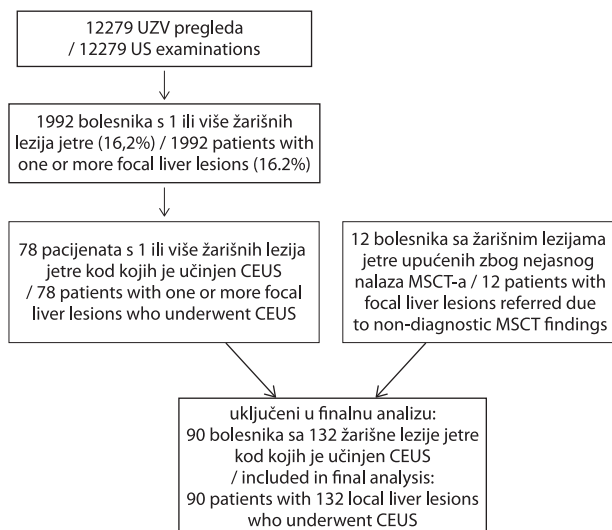 12279 UZV pregleda
/ 12279 US examinations
1992 bolesnika s 1 ili više žarišnih
lezija jetre (16,2%) / 1992 patients with
one or more focal liver lesions (16.2%)
78 pacijenata s 1 ili više žarišnih lezija
jetre kod kojih je učinjen CEUS
/ 78 patients with one or more focal
liver lesions who underwent CEUS
12 bolesnika sa žarišnim lezijama
jetre upućenih zbog nejasnog
nalaza MSCT-a / 12 patients with
focal liver lesions referred due
to non-diagnostic MSCT findings
uključeni u finalnu analizu:
90 bolesnika sa 132 žarišne lezije jetre
kod kojih je učinjen CEUS
/ included in final analysis:
90 patients with 132 local liver lesions
who underwent CEUS